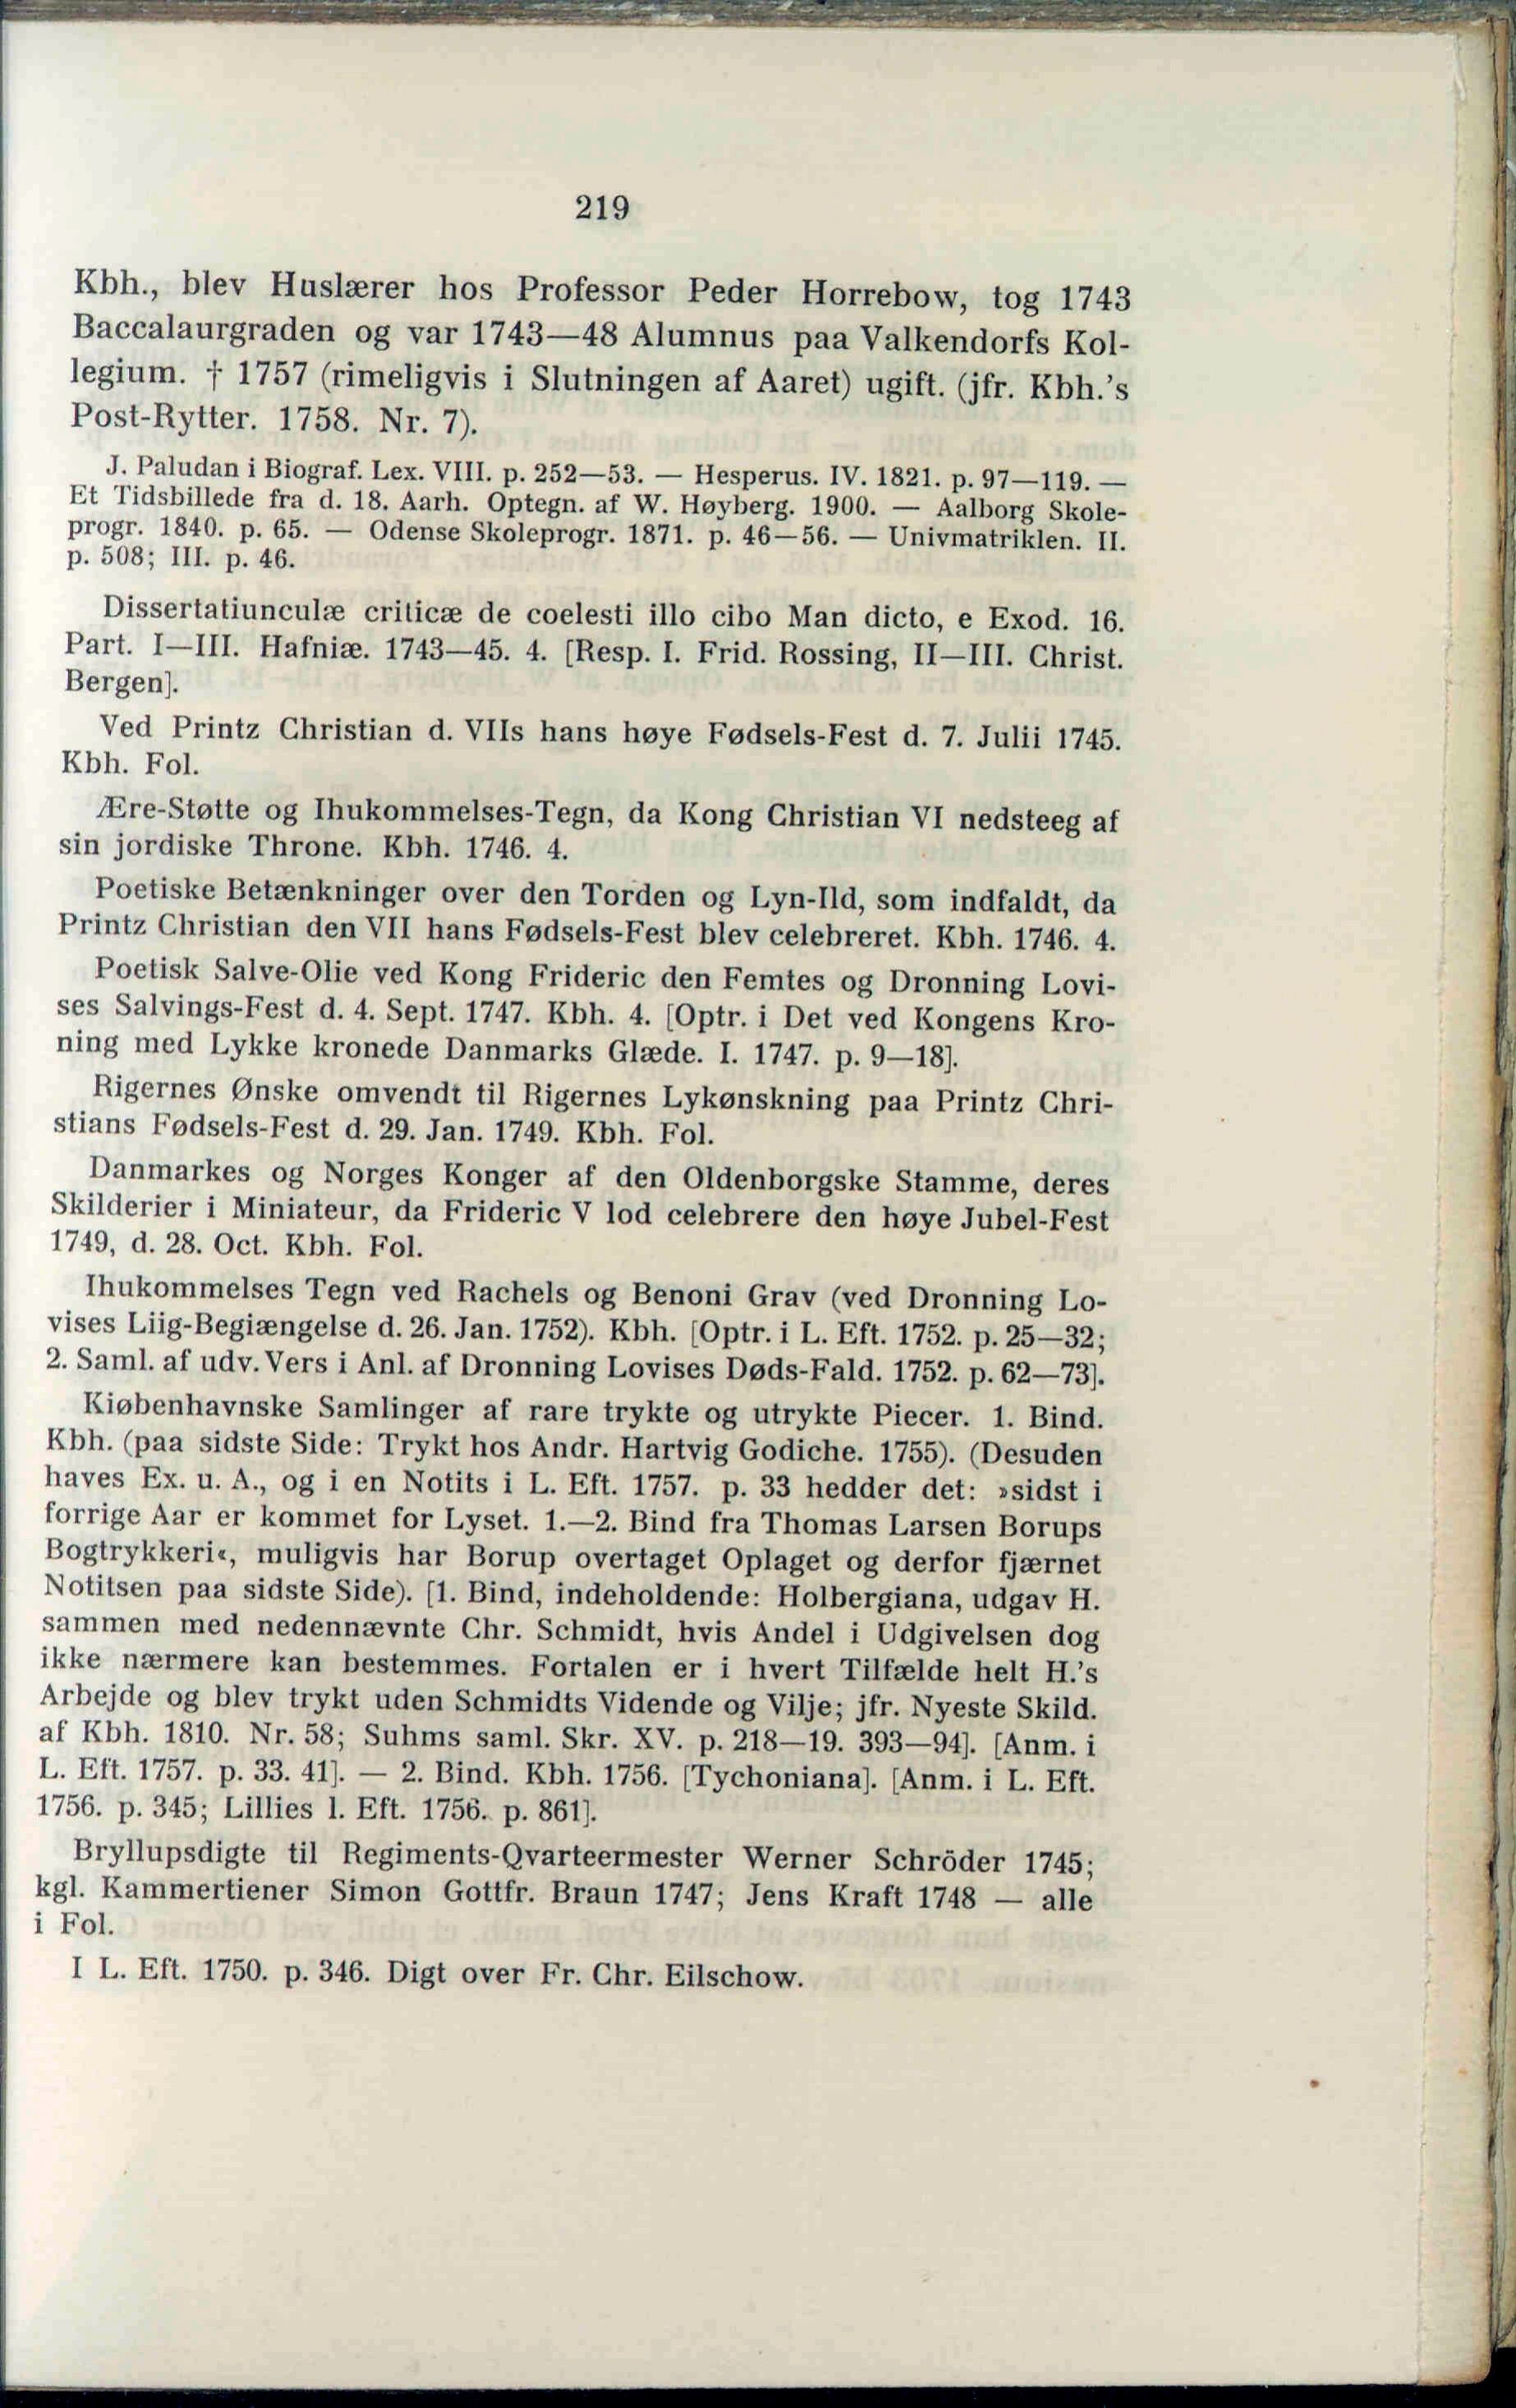 219
Kbh., blev Huslærer hos Professor Peder Horrebow, tog 1743
Baccalaurgraden og var 1743—48 Alumnus paa Valkendorfs Kol-
legium. † 1757 (rimeligvis i Slutningen af Aaret) ugift. (jfr. Kbh.'s
Post-Rytter. 1758. Nr. 7).
J. Paludan i Biograf. Lex. VIII. p. 252—53. — Hesperus. IV. 1821. p. 97—119. —
Et Tidsbillede fra d. 18. Aarh. Optegn. af W. Høyberg. 1900. — Aalborg Skole-
progr. 1840. p. 65. — Odense Skoleprogr. 1871. p. 46—56. — Univmatriklen. II.
p. 508; III. p. 46.
Dissertatiunculæ criticæ de coelesti illo cibo Man dicto, e Exod. 16.
Part. I—III. Hafniæ. 1743—45. 4. [Resp. I. Frid. Rossing, II—III. Christ.
Bergen].
Ved Printz Christian d. VIIs hans høye Fødsels-Fest d. 7. Julii 1745.
Kbh. Fol.
Ære-Støtte og Ihukommelses-Tegn, da Kong Christian VI nedsteeg af
sin jordiske Throne. Kbh. 1746. 4.
Poetiske Betænkninger over den Torden og Lyn-Ild, som indfaldt, da
Printz Christian den VII hans Fødsels-Fest blev celebreret. Kbh. 1746. 4.
Poetisk Salve-Olie ved Kong Frideric den Femtes og Dronning Lovi-
ses Salvings-Fest d. 4. Sept. 1747. Kbh. 4. [Optr. i Det ved Kongens Kro-
ning med Lykke kronede Danmarks Glæde. I. 1747. p. 9—18].
Rigernes Ønske omvendt til Rigernes Lykønskning paa Printz Chri-
stians Fødsels-Fest d. 29. Jan. 1749. Kbh. Fol.
Danmarkes og Norges Konger af den Oldenborgske Stamme, deres
Skilderier i Miniateur, da Frideric V lod celebrere den høye Jubel-Fest
1749, d. 28. Oct. Kbh. Fol.
Ihukommelses Tegn ved Rachels og Benoni Grav (ved Dronning Lo-
vises Liig-Begiængelse d. 26. Jan. 1752). Kbh. [Optr. i L. Eft. 1752. p. 25—32;
2. Saml. af udv. Vers i Anl. af Dronning Lovises Døds-Fald. 1752. p. 62—73].
Kiøbenhavnske Samlinger af rare trykte og utrykte Piecer. 1. Bind.
Kbh. (paa sidste Side: Trykt hos Andr. Hartvig Godiche. 1755). (Desuden
haves Ex. u. A., og i en Notits i L. Eft. 1757. p. 33 hedder det: »sidst i
forrige Aar er kommet for Lyset. 1.—2. Bind fra Thomas Larsen Borups
Bogtrykkeri«, muligvis har Borup overtaget Oplaget og derfor fjærnet
Notitsen paa sidste Side). [1. Bind, indeholdende: Holbergiana, udgav H.
sammen med nedennævnte Chr. Schmidt, hvis Andel i Udgivelsen dog
ikke nærmere kan bestemmes. Fortalen er i hvert Tilfælde helt H.'s
Arbejde og blev trykt uden Schmidts Vidende og Vilje; jfr. Nyeste Skild.
af Kbh. 1810. Nr. 58; Suhms saml. Skr. XV. p. 218—19. 393—94]. [Anm. i
L. Eft. 1757. p. 33. 41]. — 2. Bind. Kbh. 1756. [Tychoniana]. [Anm. i L. Eft.
1756. p. 345; Lillies l. Eft. 1756. p. 861].
Bryllupsdigte til Regiments-Qvarteermester Werner Schröder 1745;
kgl. Kammertiener Simon Gottfr. Braun 1747; Jens Kraft 1748 — alle
i Fol.
I L. Eft. 1750. p. 346. Digt over Fr. Chr. Eilschow.